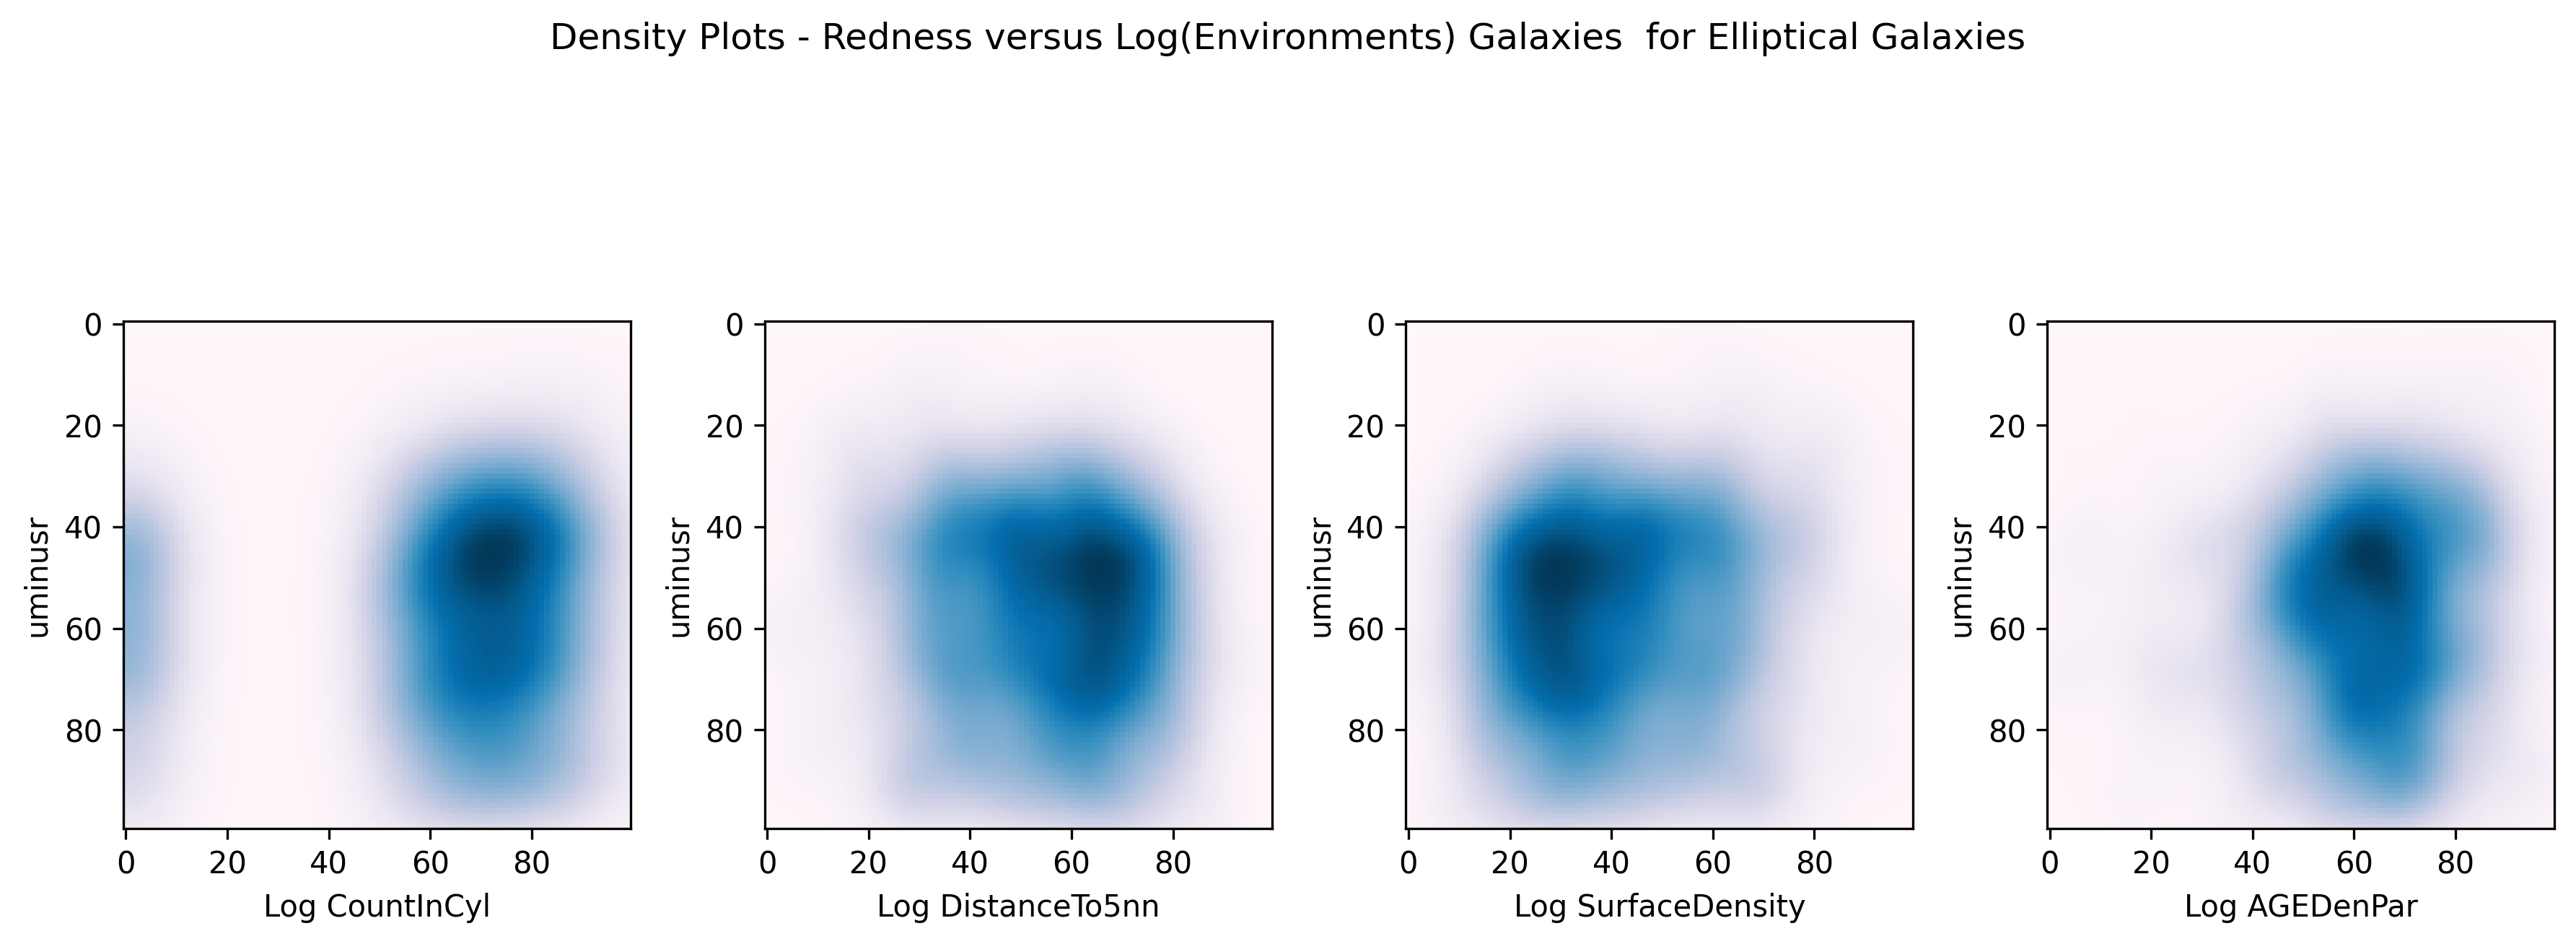 Density Plots - Redness versus Log(Environments) Galaxies  for Elliptical Galaxies
0
20
40
60
80
uminusr
0 20 40 60 80
Log CountInCyl
0
20
40
60
80
uminusr
0 20 40 60 80
Log DistanceTo5nn
0
20
40
60
80
uminusr
0 20 40 60 80
Log SurfaceDensity
0
20
40
60
80
uminusr
0 20 40 60 80
Log AGEDenPar